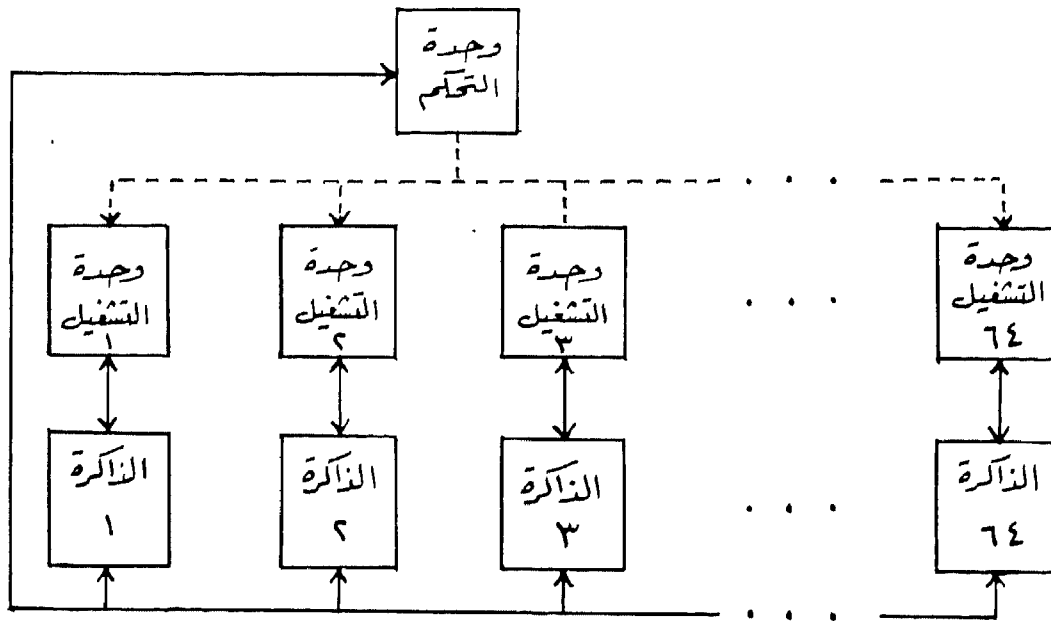 وحدة
التحكم
وحدة
التشغيل
١
وحدة
التشغيل
٢
وحدة
التشغيل
٣
. . .
وحدة
التشغيل
٦٤
الذاكرة
١
الذاكرة
٢
الذاكرة
٣
. . .
الذاكرة
٦٤